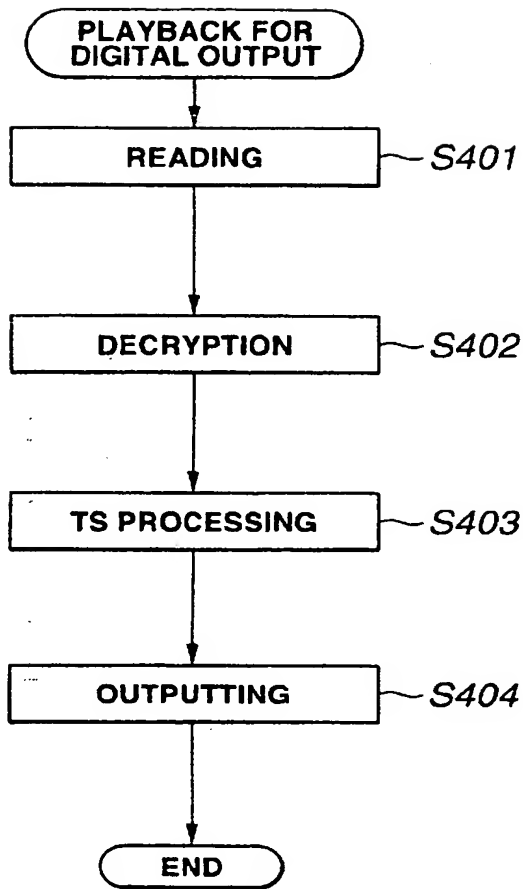 PLAYBACK FOR
DIGITAL OUTPUT
READING
S401
DECRYPTION
S402
TS PROCESSING
S403
OUTPUTTING
S404
END